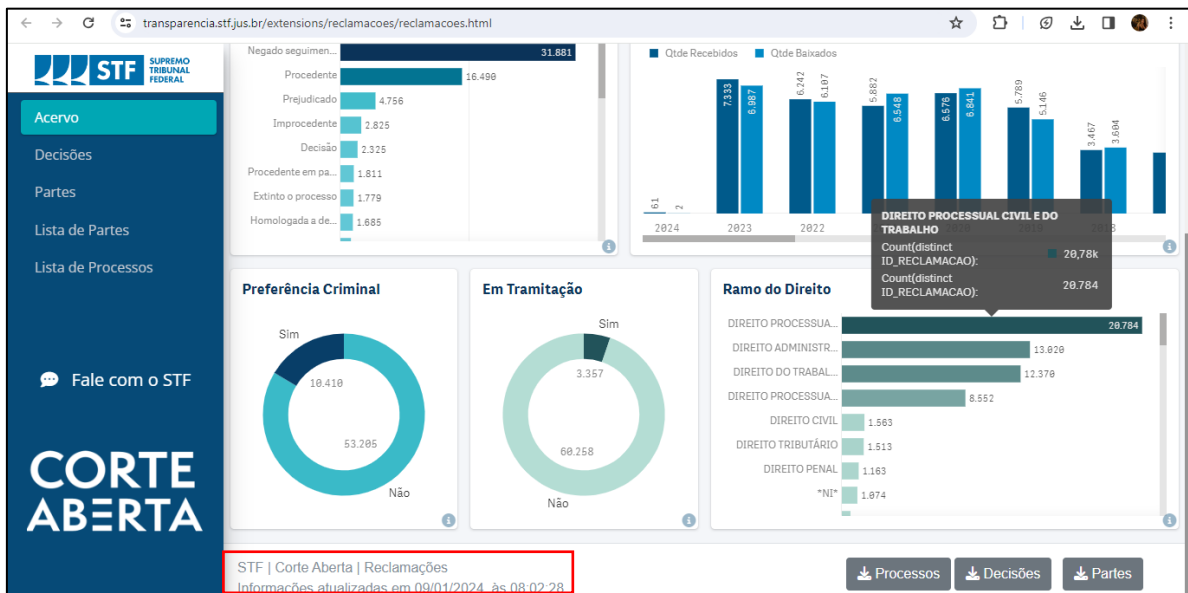 transparencia.stf.jus.br/extensions/reclamacoes/reclamacoes.html
STF
SUPREMO
TRIBUNAL
FEDERAL
Acervo
Decisões
Partes
Lista de Partes
Lista de Processos
Fale com o STF
CORTE
ABERTA
Negado seguimen... 31.881
Procedente 16.490
Prejudicado 4.756
Improcedente 2.825
Decisão 2.325
Procedente em pa... 1.811
Extinto o processo 1.779
Homologada a de... 1.685
Qtde Recebidos Qtde Baixados
61 2
7.333 6.987
6.242 6.107
5.882 6.548
6.576 6.841
5.789 5.146
3.467 3.604
2024 2023 2022
DIREITO PROCESSUAL CIVIL E DO
TRABALHO
Count(distinct
ID_RECLAMACAO): 20,78k
Count(distinct
ID_RECLAMACAO): 20.784
Preferência Criminal
Sim
10.410
53.205
Não
Em Tramitação
Sim
3.357
60.258
Não
Ramo do Direito
DIREITO PROCESSUA... 20.784
DIREITO ADMINISTR... 13.020
DIREITO DO TRABAL... 12.370
DIREITO PROCESSUA... 8.552
DIREITO CIVIL 1.563
DIREITO TRIBUTÁRIO 1.513
DIREITO PENAL 1.163
*NI* 1.074
STF | Corte Aberta | Reclamações
Informações atualizadas em 09/01/2024 às 08:02:28
Processos Decisões Partes